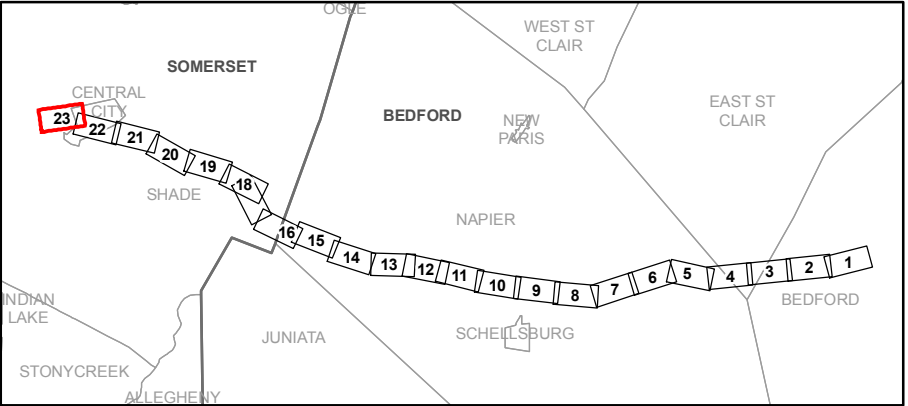 OGLE
WEST ST
CLAIR
SOMERSET
CENTRAL
CITY
EAST ST
CLAIR
BEDFORD
NEW
PARIS
23
22
21
20
19
18
SHADE
16
15
14
13
12
11
10
9
8
7
6
5
4
3
2
1
NAPIER
BEDFORD
INDIAN
LAKE
JUNIATA
SCHELLSBURG
STONYCREEK
ALLEGHENY